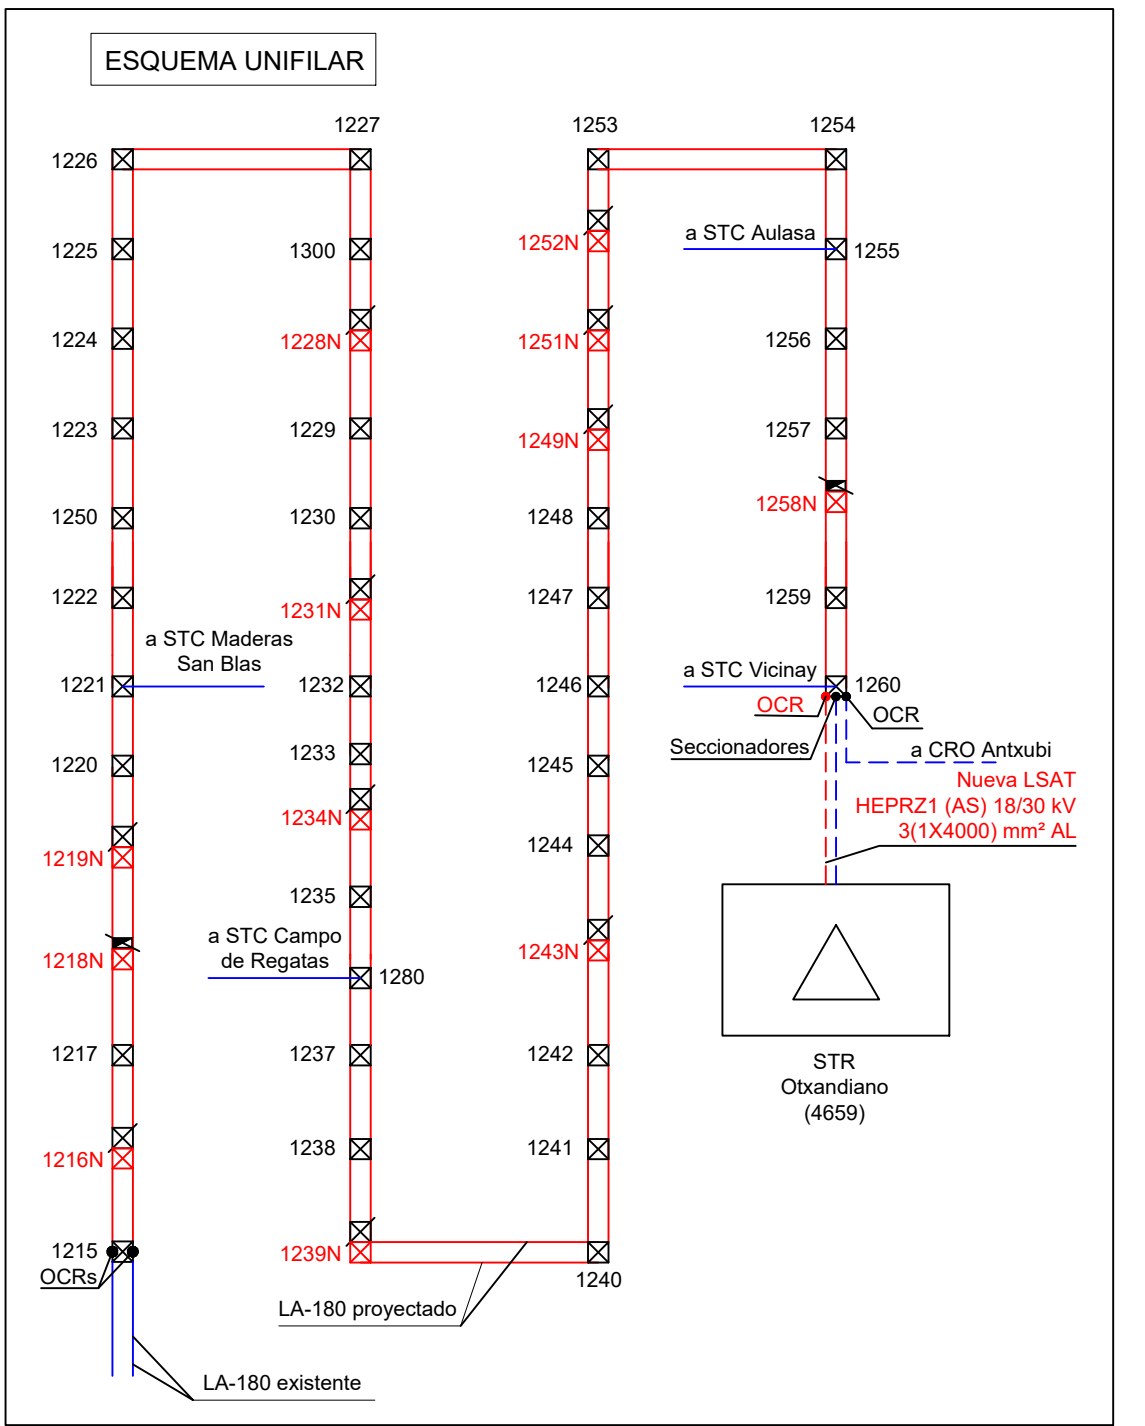 ESQUEMA UNIFILAR
1227
1253
1254
1226
1225
1300
1252N
a STC Aulasa
1255
1224
1228N
1251N
1256
1223
1229
1249N
1257
1250
1230
1248
1258N
1222
1231N
1247
1259
a STC Maderas
San Blas
1221
1232
1246
a STC Vicinay
1260
OCR
OCR
Seccionadores
a CRO Antxubi
1220
1233
1245
Nueva LSAT
HEPRZ1 (AS) 18/30 kV
3(1X4000) mm² AL
1219N
1234N
1244
1235
a STC Campo
de Regatas
1280
1218N
1243N
1217
1237
1242
STR
Otxandiano
(4659)
1216N
1238
1241
1215
OCRs
1239N
1240
LA-180 proyectado
LA-180 existente